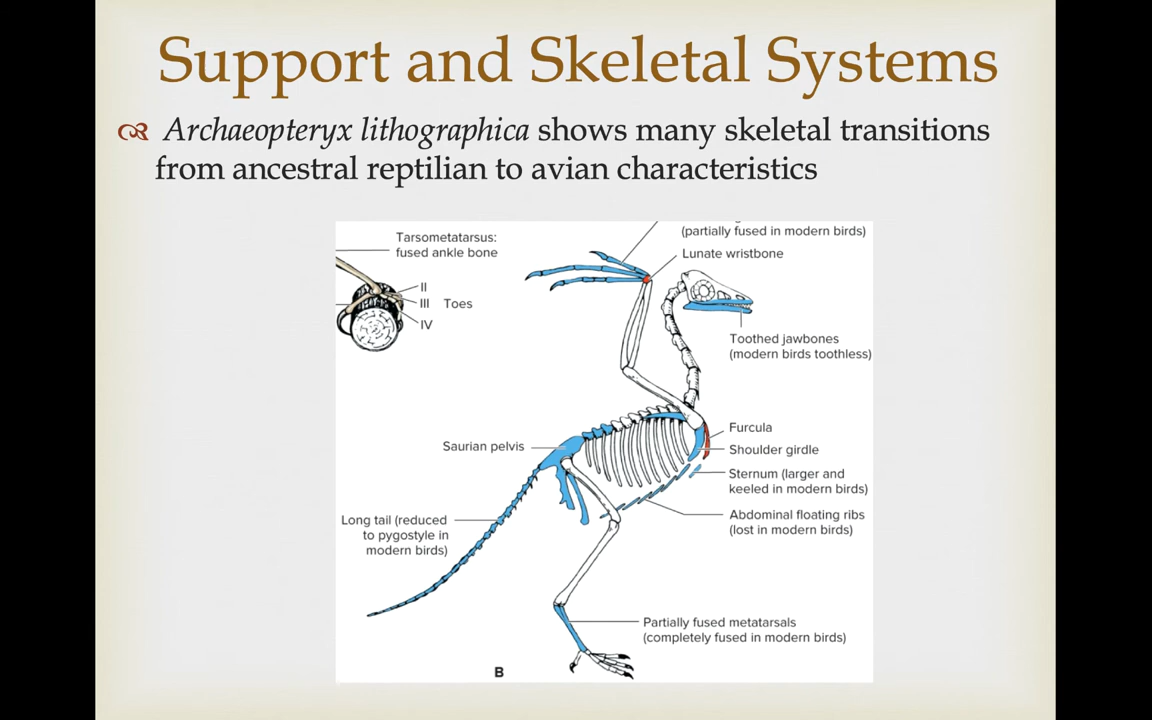 Support and Skeletal Systems
Archaeopteryx lithographica shows many skeletal transitions
from ancestral reptilian to avian characteristics
Tarsometatarsus:
fused ankle bone
II
III Toes
IV
(partially fused in modern birds)
Lunate wristbone
Toothed jawbones
(modern birds toothless)
Furcula
Shoulder girdle
Saurian pelvis
Sternum (larger and
keeled in modern birds)
Abdominal floating ribs
(lost in modern birds)
Long tail (reduced
to pygostyle in
modern birds)
Partially fused metatarsals
(completely fused in modern birds)
B